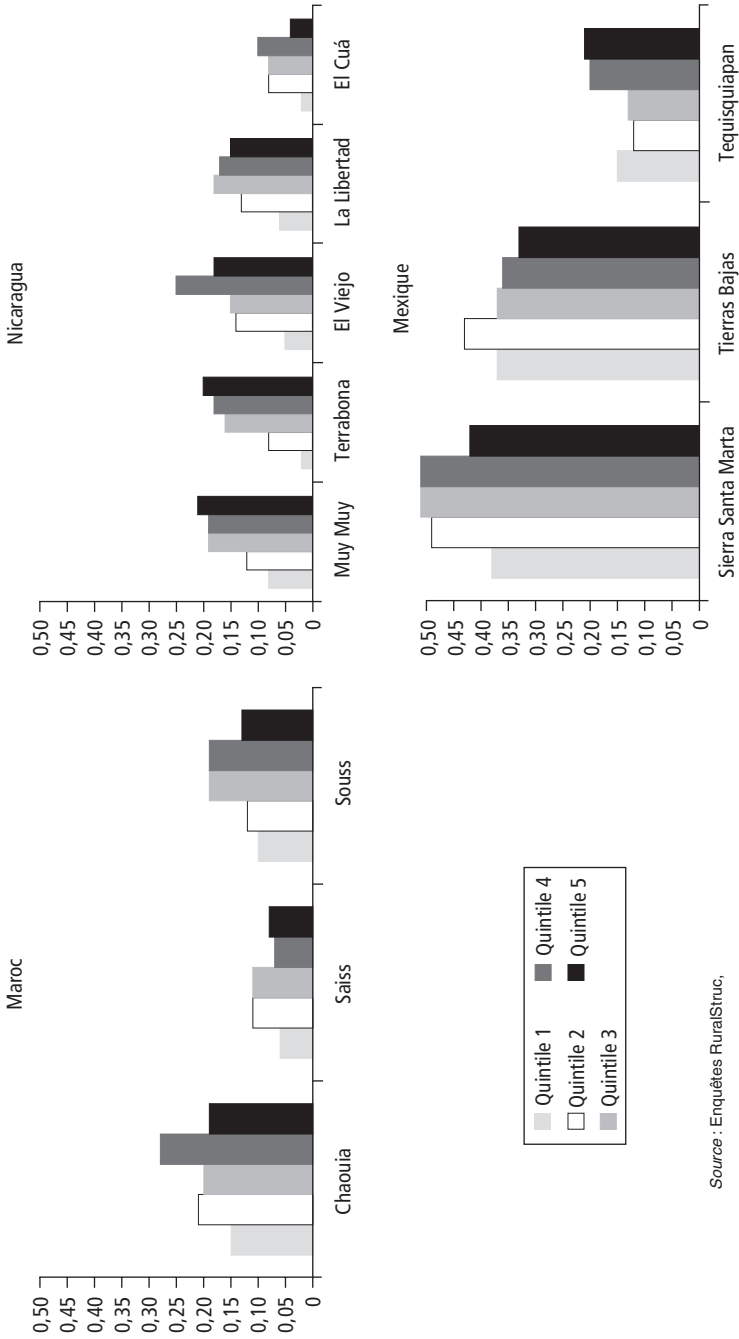 Maroc
0,50
0,45
0,40
0,35
0,30
0,25
0,20
0,15
0,10
0,05
0
Chaouia
Saiss
Souss
Nicaragua
0,50
0,45
0,40
0,35
0,30
0,25
0,20
0,15
0,10
0,05
0
Muy Muy
Terrabona
El Viejo
La Libertad
El Cuá
Quintile 1
Quintile 2
Quintile 3
Quintile 4
Quintile 5
Mexique
0,50
0,45
0,40
0,35
0,30
0,25
0,20
0,15
0,10
0,05
0
Sierra Santa Marta
Tierras Bajas
Tequisquiapan
Source : Enquêtes RuralStruc,